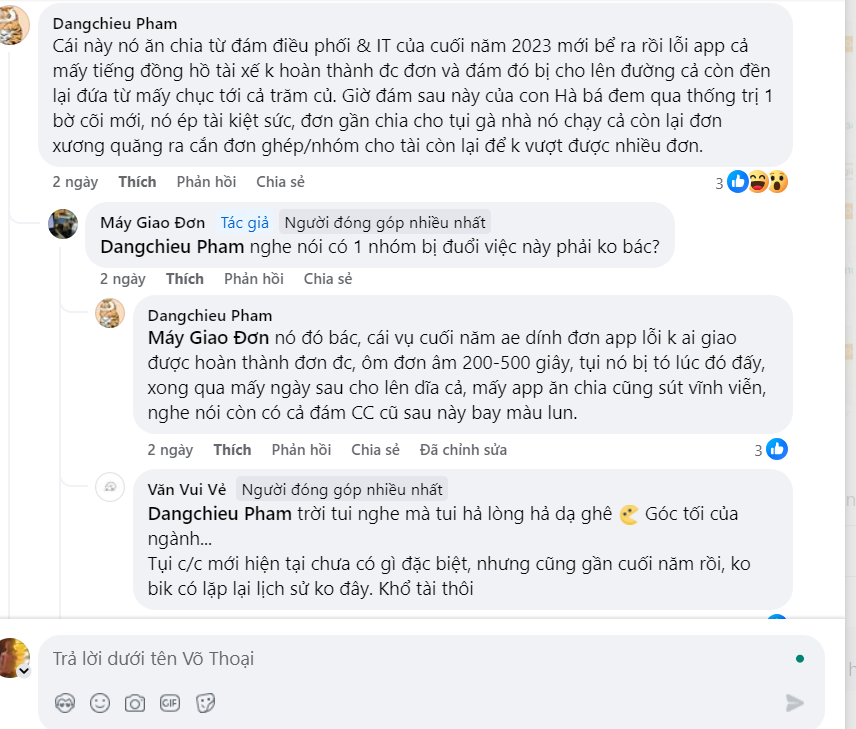 Dangchieu Pham
Cái này nó ăn chia từ đám điều phối & IT của cuối năm 2023 mới bể ra rồi lỗi app cả
mấy tiếng đồng hồ tài xế k hoàn thành đc đơn và đám đó bị cho lên đường cả còn đền
lại đứa từ mấy chục tới cả trăm củ. Giờ đám sau này của con Hà bá đem qua thống trị 1
bờ cõi mới, nó ép tài kiệt sức, đơn gần chia cho tụi gà nhà nó chạy cả còn lại đơn
xương quăng ra cắn đơn ghép/nhóm cho tài còn lại để k vượt được nhiều đơn.
2 ngày Thích Phản hồi Chia sẻ 3
Máy Giao Đơn Tác giả Người đóng góp nhiều nhất
Dangchieu Pham nghe nói có 1 nhóm bị đuổi việc này phải ko bác?
2 ngày Thích Phản hồi Chia sẻ
Dangchieu Pham
Máy Giao Đơn nó đó bác, cái vụ cuối năm ae dính đơn app lỗi k ai giao
được hoàn thành đơn đc, ôm đơn âm 200-500 giây, tụi nó bị tó lúc đó đấy,
xong qua mấy ngày sau cho lên dĩa cả, mấy app ăn chia cũng sút vĩnh viễn,
nghe nói còn có cả đám CC cũ sau này bay màu lun.
2 ngày Thích Phản hồi Chia sẻ Đã chỉnh sửa 3
Văn Vui Vẻ Người đóng góp nhiều nhất
Dangchieu Pham trời tui nghe mà tui hả lòng hả dạ ghê Góc tối của
ngành...
Tụi c/c mới hiện tại chưa có gì đặc biệt, nhưng cũng gần cuối năm rồi, ko
bik có lặp lại lịch sử ko đây. Khổ tài thôi
Trả lời dưới tên Võ Thoại
GIF